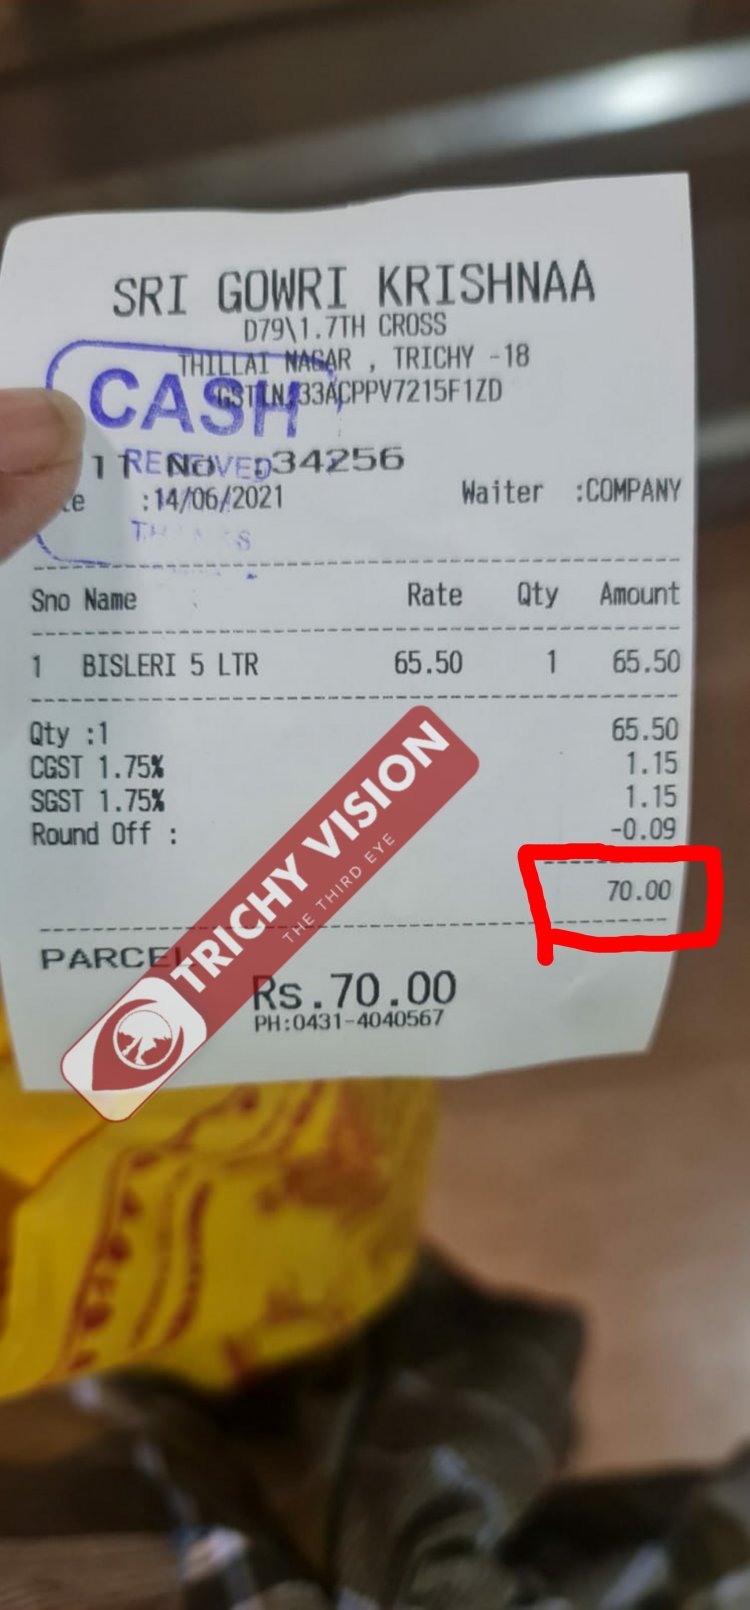 SRI GOWRI KRISHNAA
D79\1.7TH CROSS
THILLAI NAGAR , TRICHY -18
GSTIN:33ACPPV7215F1ZD
CASH
RECEIVED
No :34256
:14/06/2021 Waiter :COMPANY
Sno Name Rate Qty Amount
1 BISLERI 5 LTR 65.50 1 65.50
Qty :1 65.50
CGST 1.75% 1.15
SGST 1.75% 1.15
Round Off : -0.09
70.00
PARCEL
Rs.70.00
PH:0431-4040567
TRICHY VISION
THE THIRD EYE